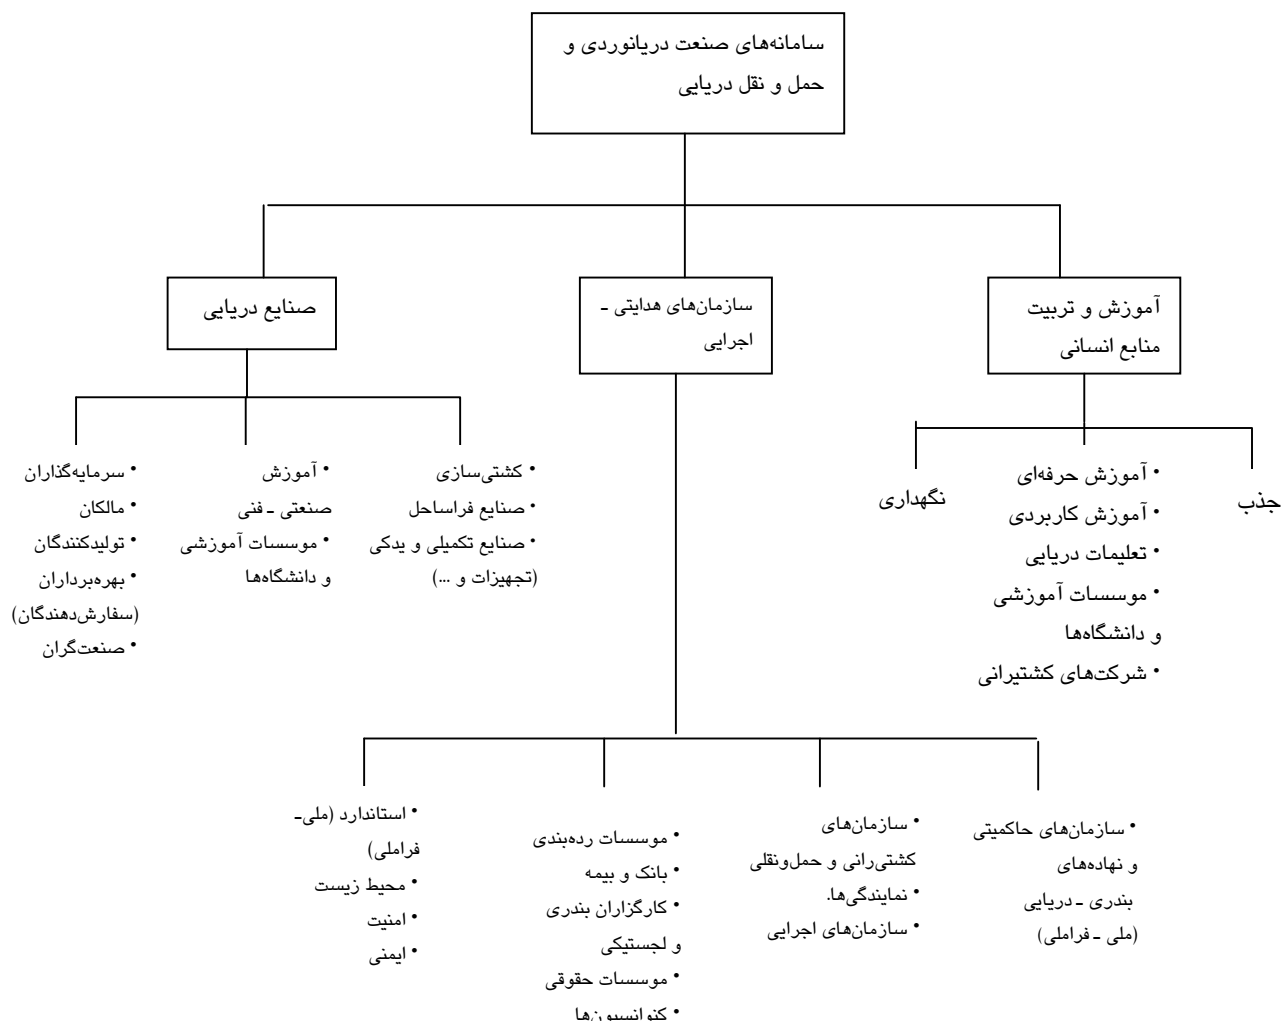 سامانه‌های صنعت دریانوردی و
حمل و نقل دریایی
آموزش و تربیت
منابع انسانی
سازمان‌های هدایتی ـ
اجرایی
صنایع دریایی
جذب
• آموزش حرفه‌ای
• آموزش کاربردی
• تعلیمات دریایی
• موسسات آموزشی
و دانشگاه‌ها
• شرکت‌های کشتیرانی
نگهداری
• کشتی‌سازی
• صنایع فراساحل
• صنایع تکمیلی و یدکی
(تجهیزات و ...)
• آموزش
صنعتی ـ فنی
• موسسات آموزشی
و دانشگاه‌ها
• سرمایه‌گذاران
• مالکان
• تولیدکنندگان
• بهره‌برداران
(سفارش‌دهندگان)
• صنعت‌گران
• سازمان‌های حاکمیتی
و نهادهای
بندری ـ دریایی
(ملی ـ فراملی)
• سازمان‌های
کشتی‌رانی و حمل‌ونقلی
• نمایندگی‌ها.
• سازمان‌های اجرایی
• موسسات رده‌بندی
• بانک و بیمه
• کارگزاران بندری
و لجستیکی
• موسسات حقوقی
• کنوانسیون‌ها
• استاندارد (ملی‌ـ
فراملی)
• محیط زیست
• امنیت
• ایمنی